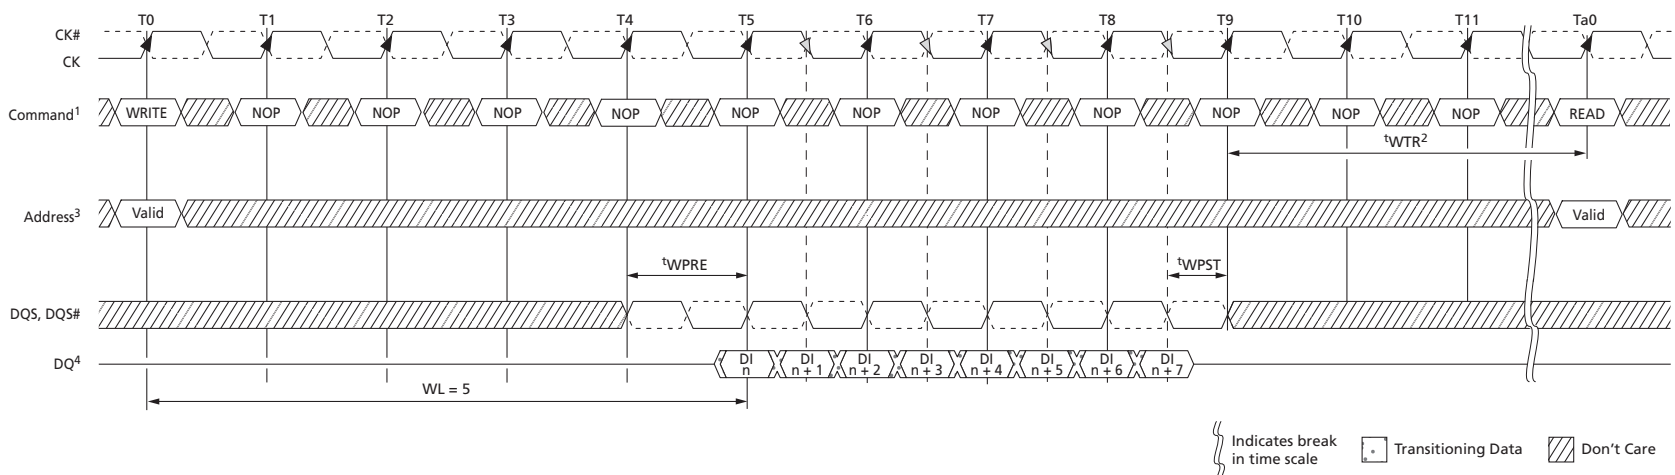 T0 T1 T2 T3 T4 T5 T6 T7 T8 T9 T10 T11 Ta0
CK#
CK
Command1 WRITE NOP NOP NOP NOP NOP NOP NOP NOP NOP NOP NOP READ
tWTR2
Address3 Valid Valid
tWPRE tWPST
DQS, DQS#
DQ4 DI n DI n + 1 DI n + 2 DI n + 3 DI n + 4 DI n + 5 DI n + 6 DI n + 7
WL = 5
Indicates break
in time scale
Transitioning Data
Don't Care